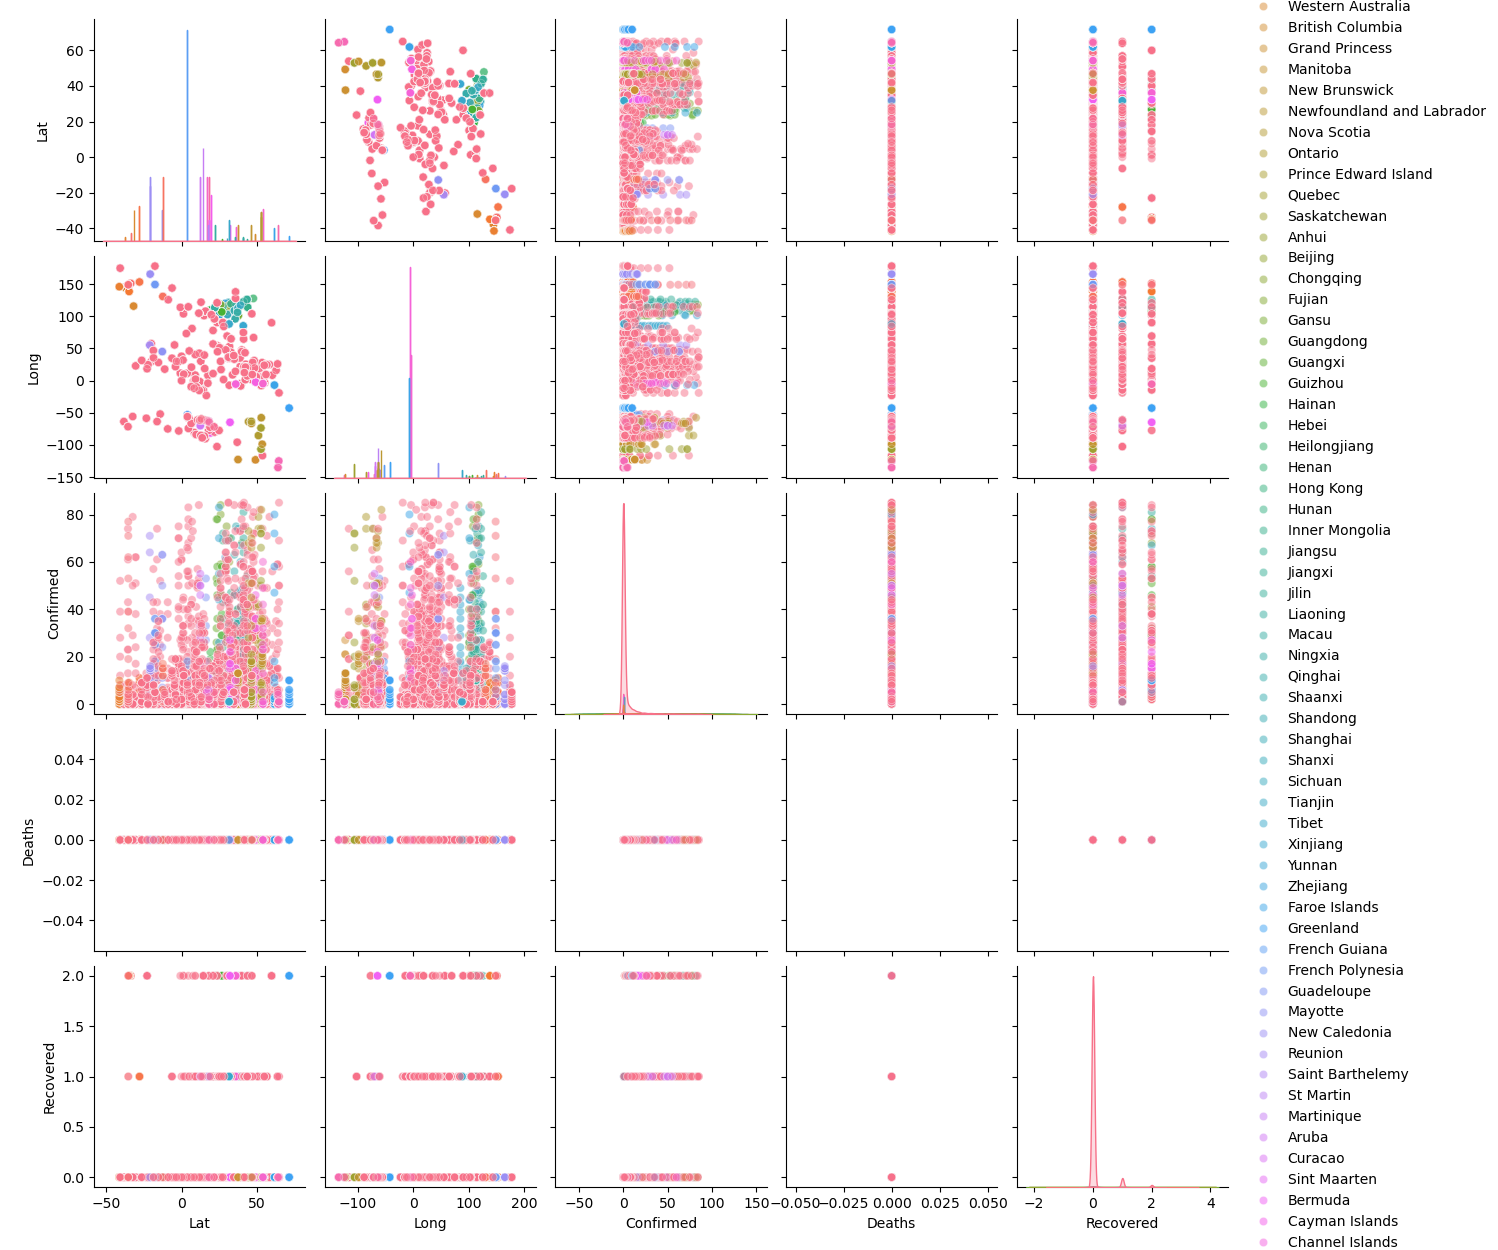 60
40
20
0
−20
−40
Lat
150
100
50
0
−50
−100
−150
Long
80
60
40
20
0
Confirmed
0.04
0.02
0.00
−0.02
−0.04
Deaths
2.0
1.5
1.0
0.5
0.0
Recovered
−50 0 50
Lat
−100 0 100 200
Long
−50 0 50 100 150
Confirmed
−0.050 −0.025 0.000 0.025 0.050
Deaths
−2 0 2 4
Recovered
Western Australia
British Columbia
Grand Princess
Manitoba
New Brunswick
Newfoundland and Labrador
Nova Scotia
Ontario
Prince Edward Island
Quebec
Saskatchewan
Anhui
Beijing
Chongqing
Fujian
Gansu
Guangdong
Guangxi
Guizhou
Hainan
Hebei
Heilongjiang
Henan
Hong Kong
Hunan
Inner Mongolia
Jiangsu
Jiangxi
Jilin
Liaoning
Macau
Ningxia
Qinghai
Shaanxi
Shandong
Shanghai
Shanxi
Sichuan
Tianjin
Tibet
Xinjiang
Yunnan
Zhejiang
Faroe Islands
Greenland
French Guiana
French Polynesia
Guadeloupe
Mayotte
New Caledonia
Reunion
Saint Barthelemy
St Martin
Martinique
Aruba
Curacao
Sint Maarten
Bermuda
Cayman Islands
Channel Islands